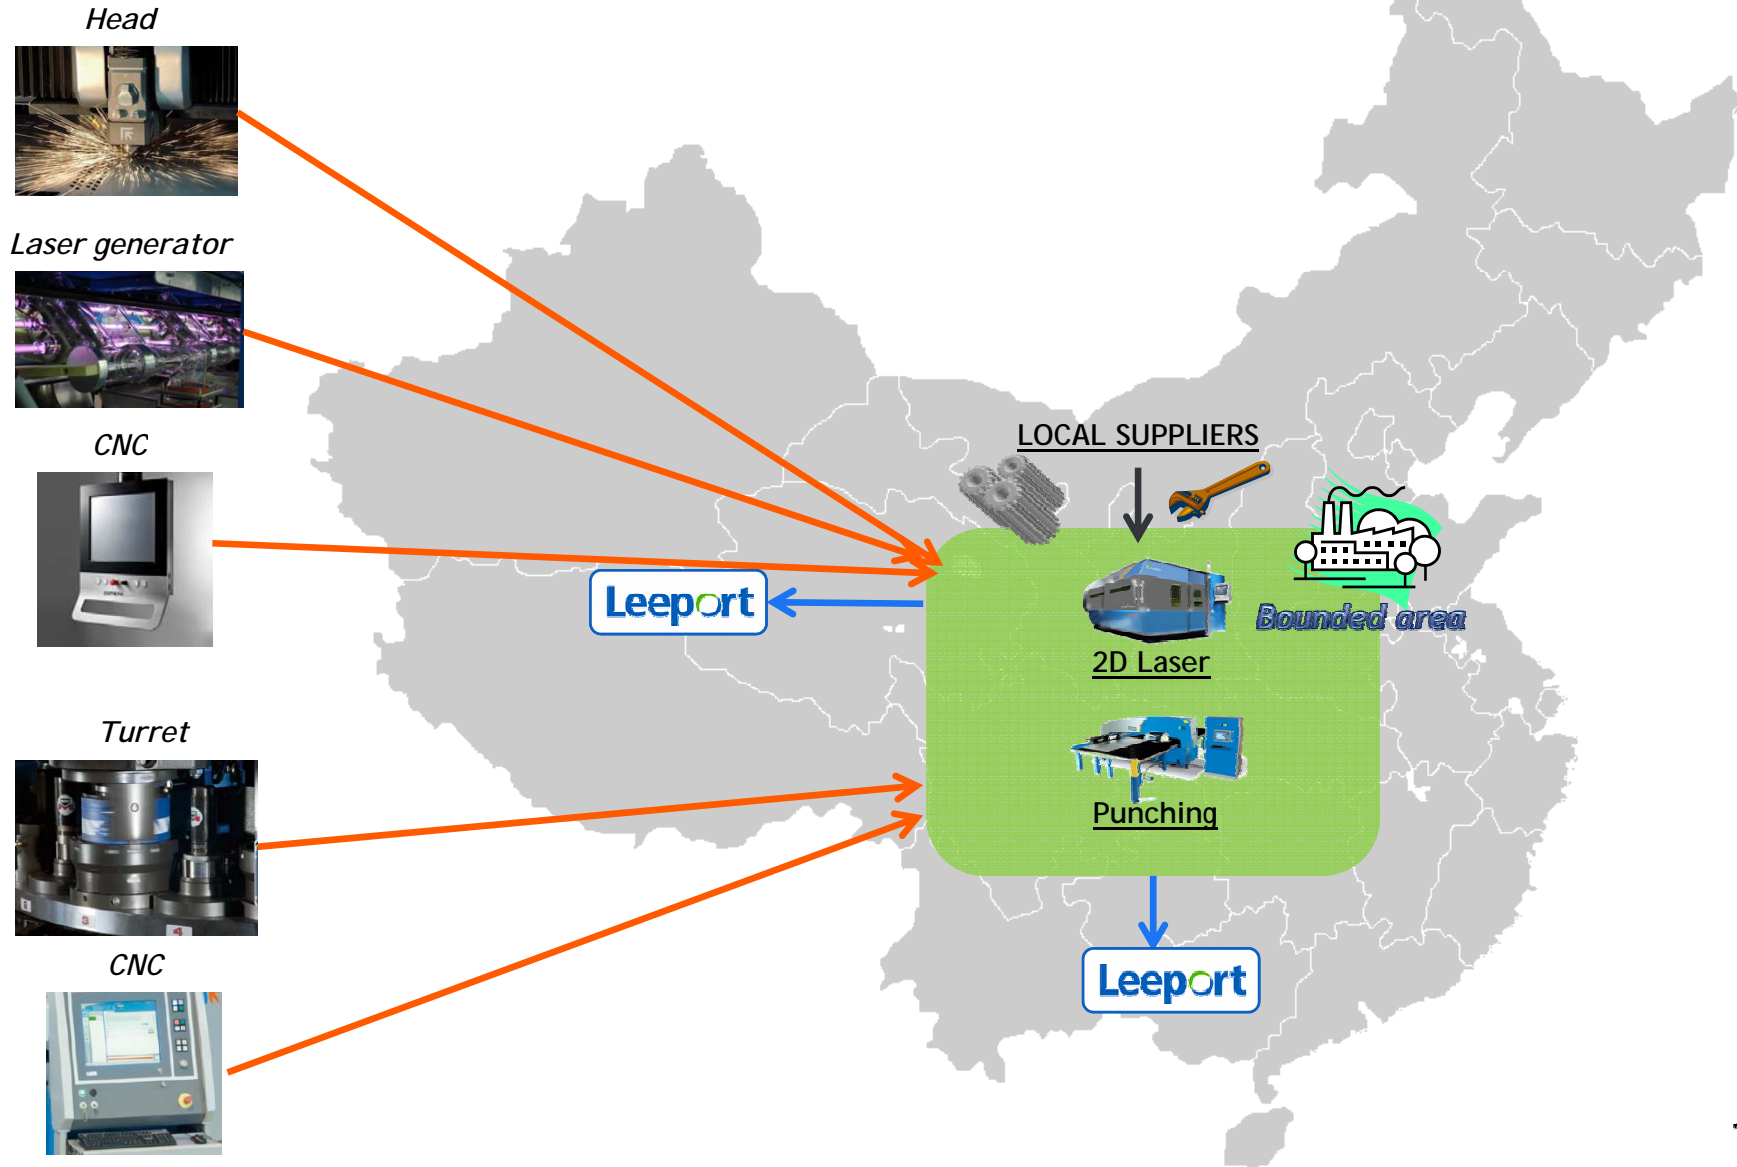 Head
Laser generator
CNC
Turret
CNC
LOCAL SUPPLIERS
Bounded area
Leeport
2D Laser
Punching
Leeport